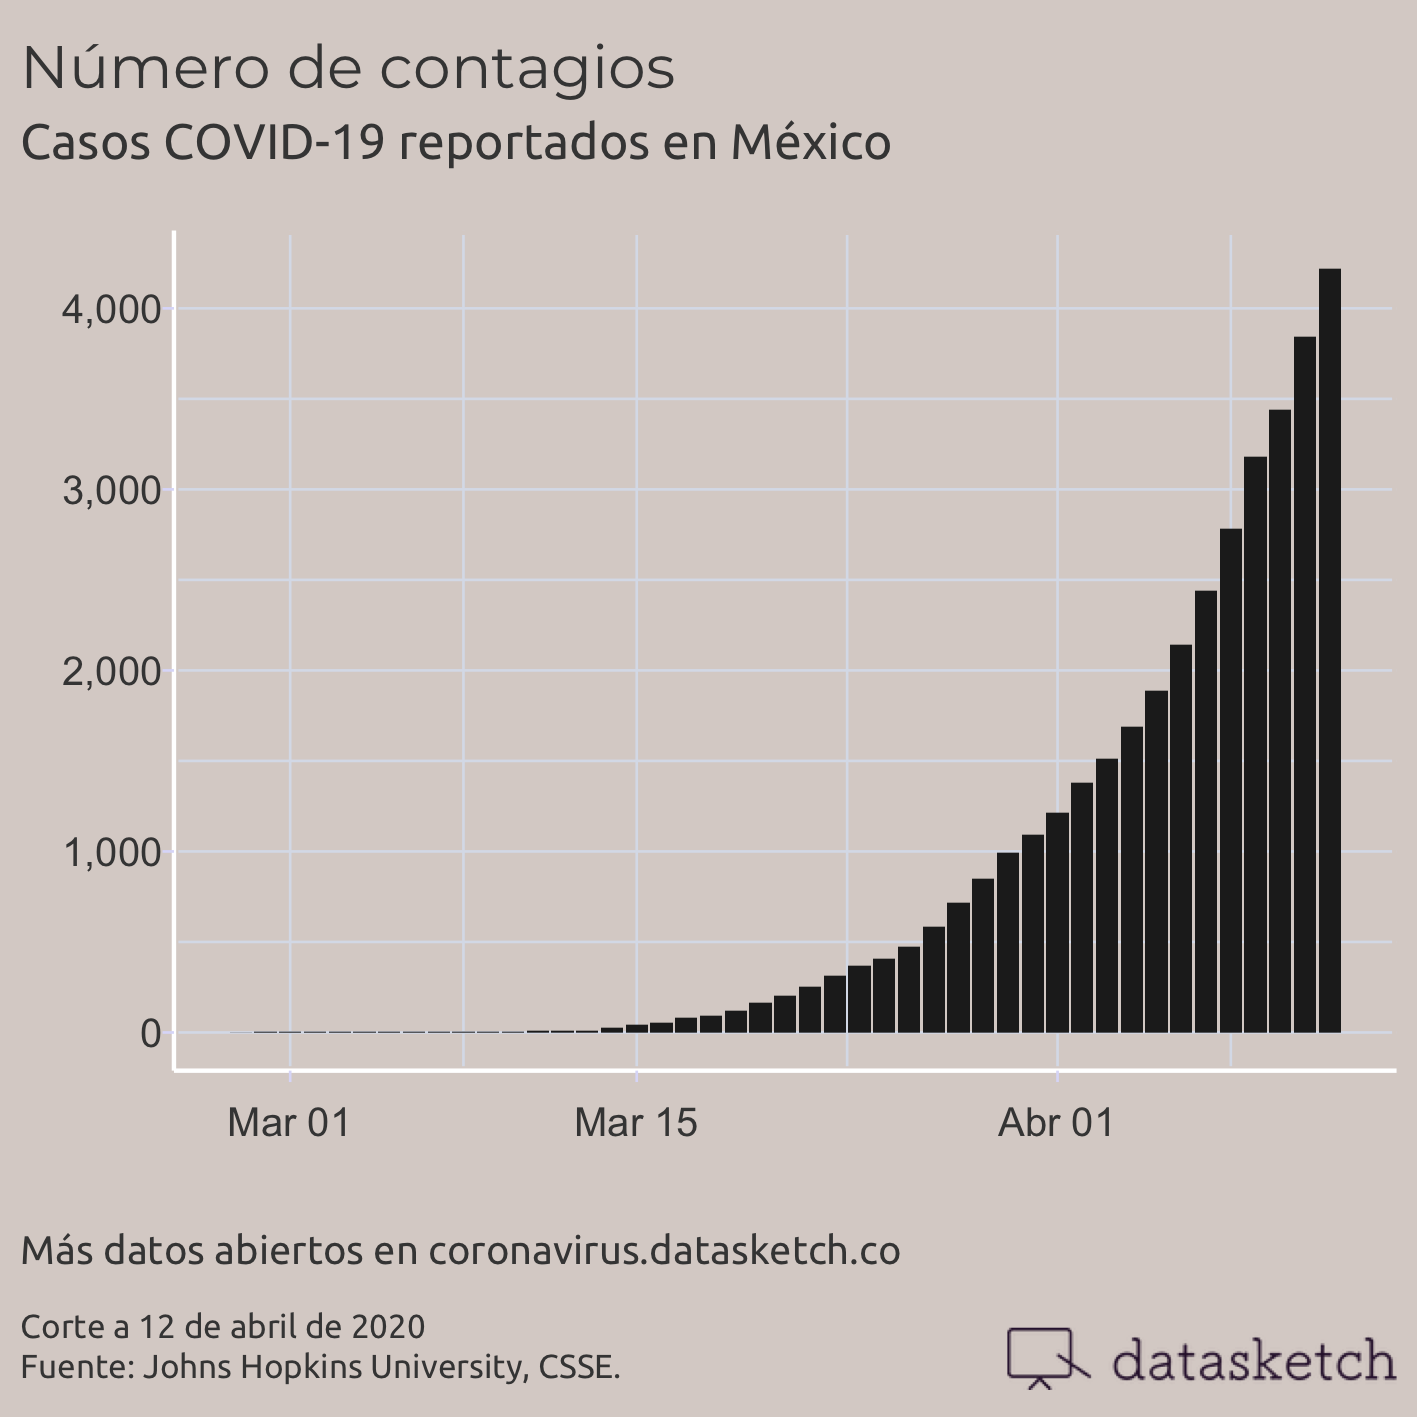 Número de contagios
Casos COVID-19 reportados en México
4,000
3,000
2,000
1,000
0
Mar 01
Mar 15
Abr 01
Más datos abiertos en coronavirus.datasketch.co
Corte a 12 de abril de 2020
Fuente: Johns Hopkins University, CSSE.
datasketch